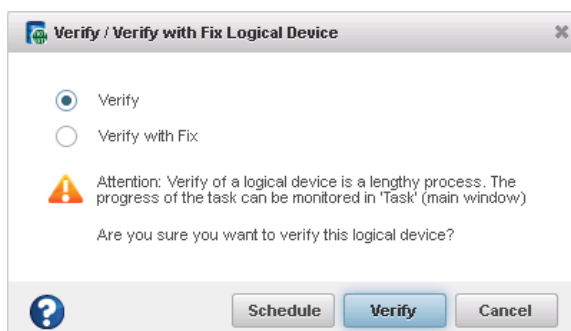 Verify / Verify with Fix Logical Device
Verify
Verify with Fix
Attention: Verify of a logical device is a lengthy process. The
progress of the task can be monitored in 'Task' (main window)
Are you sure you want to verify this logical device?
Schedule
Verify
Cancel